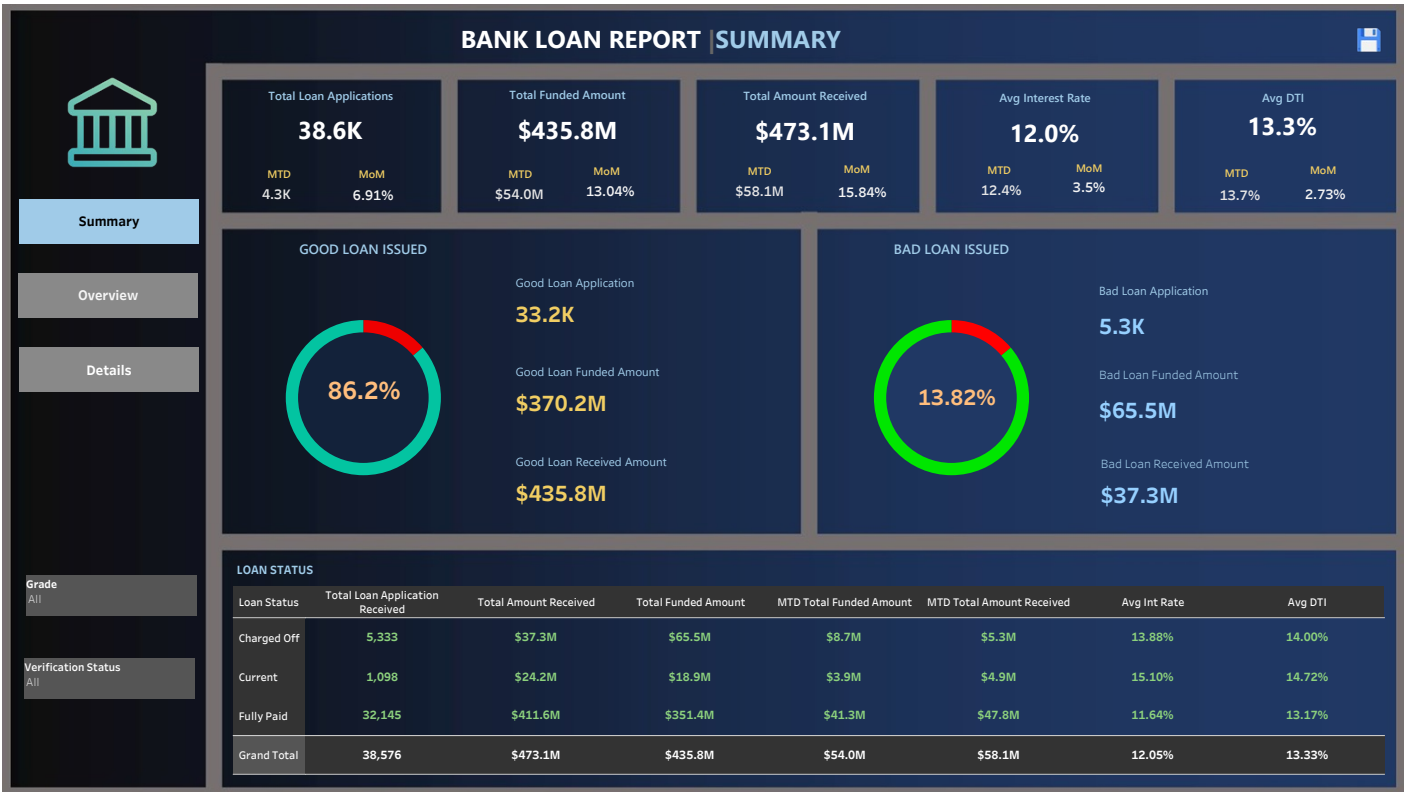 BANK LOAN REPORT |SUMMARY
Summary
Overview
Details
Grade
All
Verification Status
All
Total Loan Applications
38.6K
MTD MoM
4.3K 6.91%
Total Funded Amount
$435.8M
MTD MoM
$54.0M 13.04%
Total Amount Received
$473.1M
MTD MoM
$58.1M 15.84%
Avg Interest Rate
12.0%
MTD MoM
12.4% 3.5%
Avg DTI
13.3%
MTD MoM
13.7% 2.73%
GOOD LOAN ISSUED
86.2%
Good Loan Application
33.2K
Good Loan Funded Amount
$370.2M
Good Loan Received Amount
$435.8M
BAD LOAN ISSUED
13.82%
Bad Loan Application
5.3K
Bad Loan Funded Amount
$65.5M
Bad Loan Received Amount
$37.3M
LOAN STATUS
Loan Status Total Loan Application Received Total Amount Received Total Funded Amount MTD Total Funded Amount MTD Total Amount Received Avg Int Rate Avg DTI
Charged Off 5,333 $37.3M $65.5M $8.7M $5.3M 13.88% 14.00%
Current 1,098 $24.2M $18.9M $3.9M $4.9M 15.10% 14.72%
Fully Paid 32,145 $411.6M $351.4M $41.3M $47.8M 11.64% 13.17%
Grand Total 38,576 $473.1M $435.8M $54.0M $58.1M 12.05% 13.33%